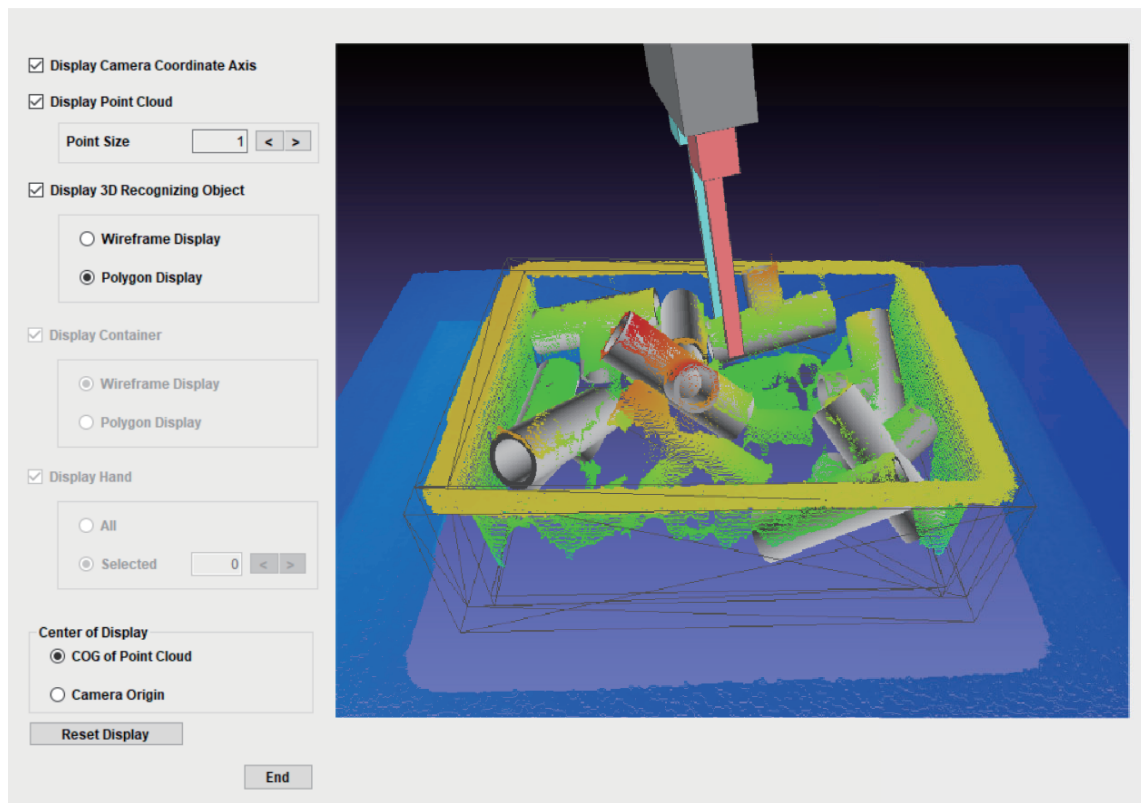 Display Camera Coordinate Axis
Display Point Cloud
Point Size 1 < >
Display 3D Recognizing Object
Wireframe Display
Polygon Display
Display Container
Wireframe Display
Polygon Display
Display Hand
All
Selected 0 < >
Center of Display
COG of Point Cloud
Camera Origin
Reset Display
End